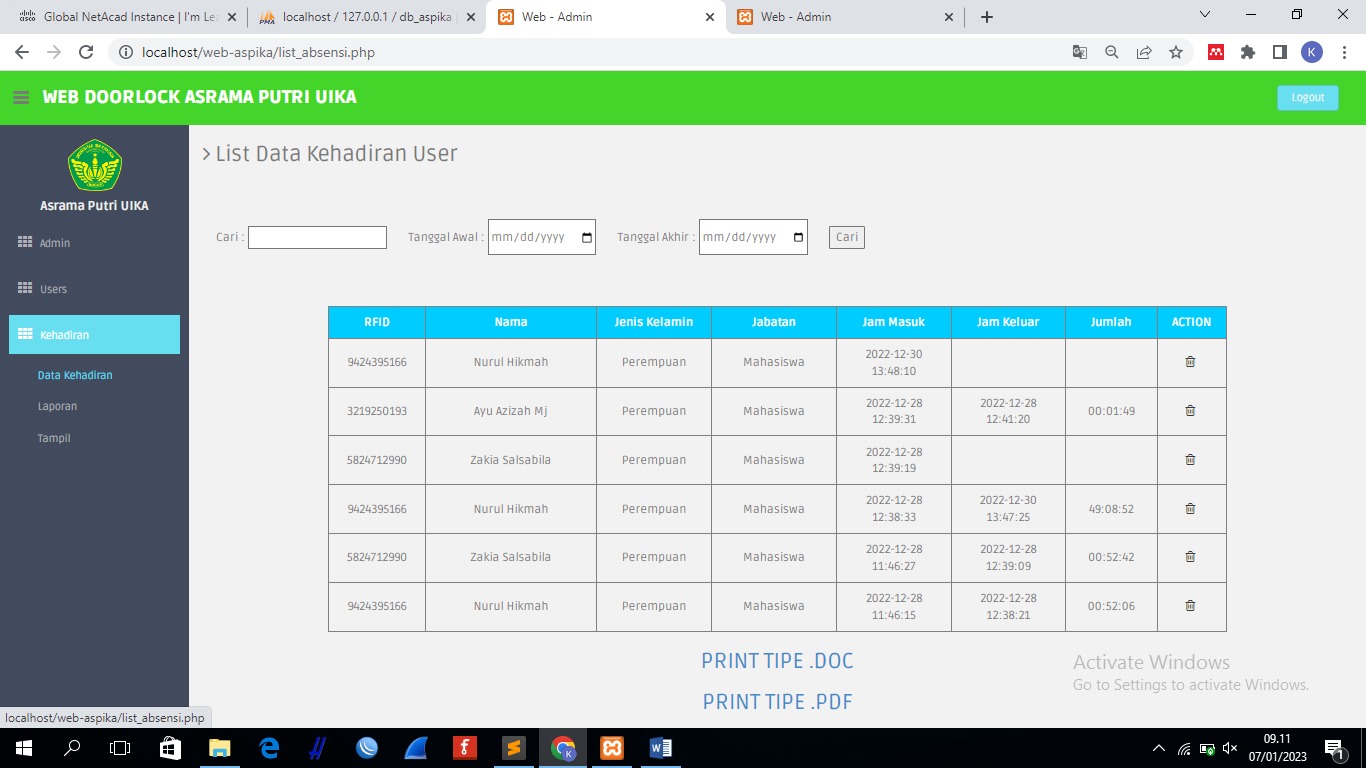 Global NetAcad Instance | I'm Lea
localhost / 127.0.0.1 / db_aspika
Web - Admin
Web - Admin
localhost/web-aspika/list_absensi.php
K
WEB DOORLOCK ASRAMA PUTRI UIKA
Logout
Asrama Putri UIKA
Admin
Users
Kehadiran
Data Kehadiran
Laporan
Tampil
List Data Kehadiran User
Cari :
Tanggal Awal : mm/dd/yyyy
Tanggal Akhir : mm/dd/yyyy
Cari
RFID Nama Jenis Kelamin Jabatan Jam Masuk Jam Keluar Jumlah ACTION
9424395166 Nurul Hikmah Perempuan Mahasiswa 2022-12-30 13:48:10
3219250193 Ayu Azizah Mj Perempuan Mahasiswa 2022-12-28 12:39:31 2022-12-28 12:41:20 00:01:49
5824712990 Zakia Salsabila Perempuan Mahasiswa 2022-12-28 12:39:19
9424395166 Nurul Hikmah Perempuan Mahasiswa 2022-12-28 12:38:33 2022-12-30 13:47:25 49:08:52
5824712990 Zakia Salsabila Perempuan Mahasiswa 2022-12-28 11:46:27 2022-12-28 12:39:09 00:52:42
9424395166 Nurul Hikmah Perempuan Mahasiswa 2022-12-28 11:46:15 2022-12-28 12:38:21 00:52:06
PRINT TIPE .DOC
PRINT TIPE .PDF
Activate Windows
Go to Settings to activate Windows.
localhost/web-aspika/list_absensi.php
09.11
07/01/2023
1